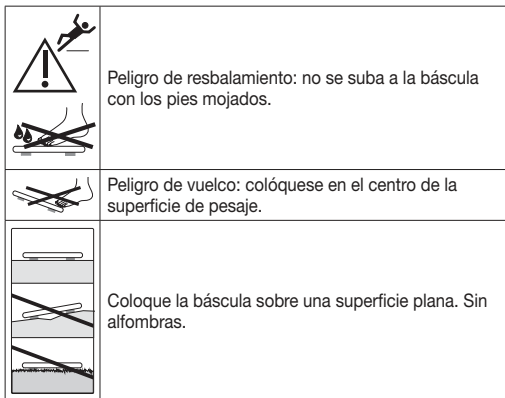 Peligro de resbalamiento: no se suba a la báscula
con los pies mojados.
Peligro de vuelco: colóquese en el centro de la
superficie de pesaje.
Coloque la báscula sobre una superficie plana. Sin
alfombras.